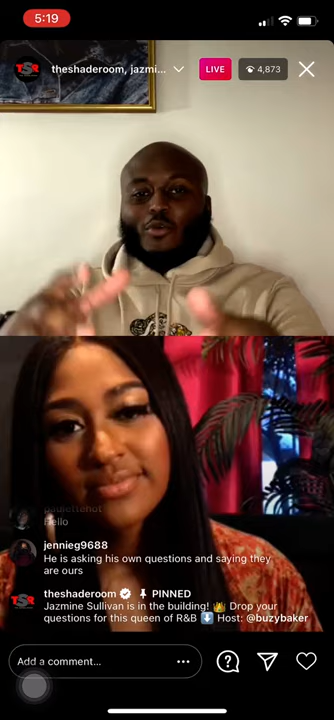 5:19
TSR
theshaderoom, jazmi...
LIVE
4,873
paulettehot
Hello
jennieg9688
He is asking his own questions and saying they
are ours
TSR
theshaderoom PINNED
Jazmine Sullivan is in the building! 👑 Drop your
questions for this queen of R&B ⬇️ Host: @buzybaker
Add a comment...